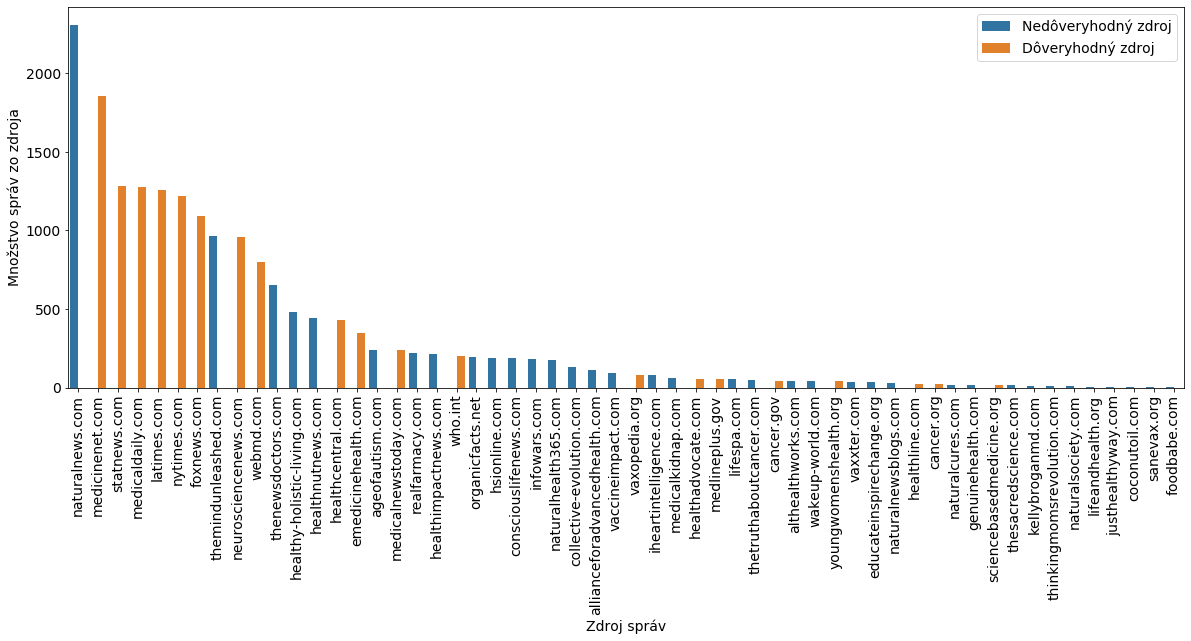 Nedôveryhodný zdroj
Dôveryhodný zdroj
Množstvo správ zo zdroja
2000
1500
1000
500
0
naturalnews.com
medicinenet.com
statnews.com
medicaldaily.com
latimes.com
nytimes.com
foxnews.com
themindunleashed.com
neurosciencenews.com
webmd.com
thenewsdoctors.com
healthy-holistic-living.com
healthnutnews.com
healthcentral.com
emedicinehealth.com
ageofautism.com
medicalnewstoday.com
realfarmacy.com
healthimpactnews.com
who.int
organicfacts.net
hsionline.com
consciouslifenews.com
infowars.com
naturalhealth365.com
collective-evolution.com
allianceforadvancedhealth.com
vaccineimpact.com
vaxopedia.org
iheartintelligence.com
medicalkidnap.com
healthadvocate.com
medlineplus.gov
lifespa.com
thetruthaboutcancer.com
cancer.gov
althealthworks.com
wakeup-world.com
youngwomenshealth.org
vaxxter.com
educateinspirechange.org
naturalnewsblogs.com
healthline.com
cancer.org
naturalcures.com
genuinehealth.com
sciencebasedmedicine.org
thesacredscience.com
kellybroganmd.com
thinkingmomsrevolution.com
naturalsociety.com
lifeandhealth.org
justhealthyway.com
coconutoil.com
sanevax.org
foodbabe.com
Zdroj správ